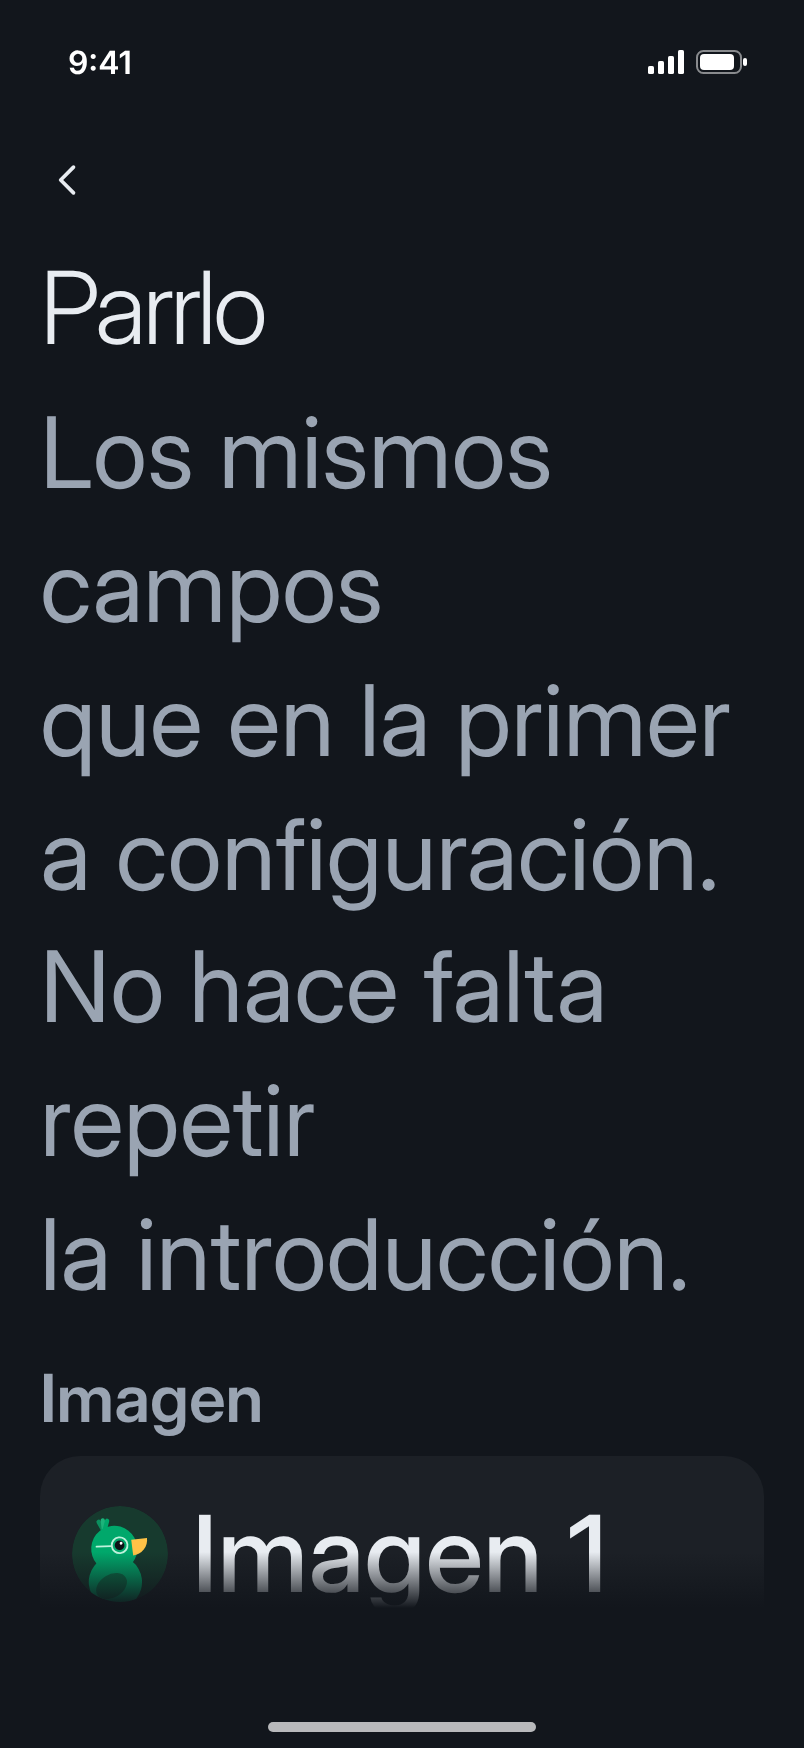 9:41
Parrlo
Los mismos
campos
que en la primer
a configuración.
No hace falta
repetir
la introducción.
Imagen
Imagen 1